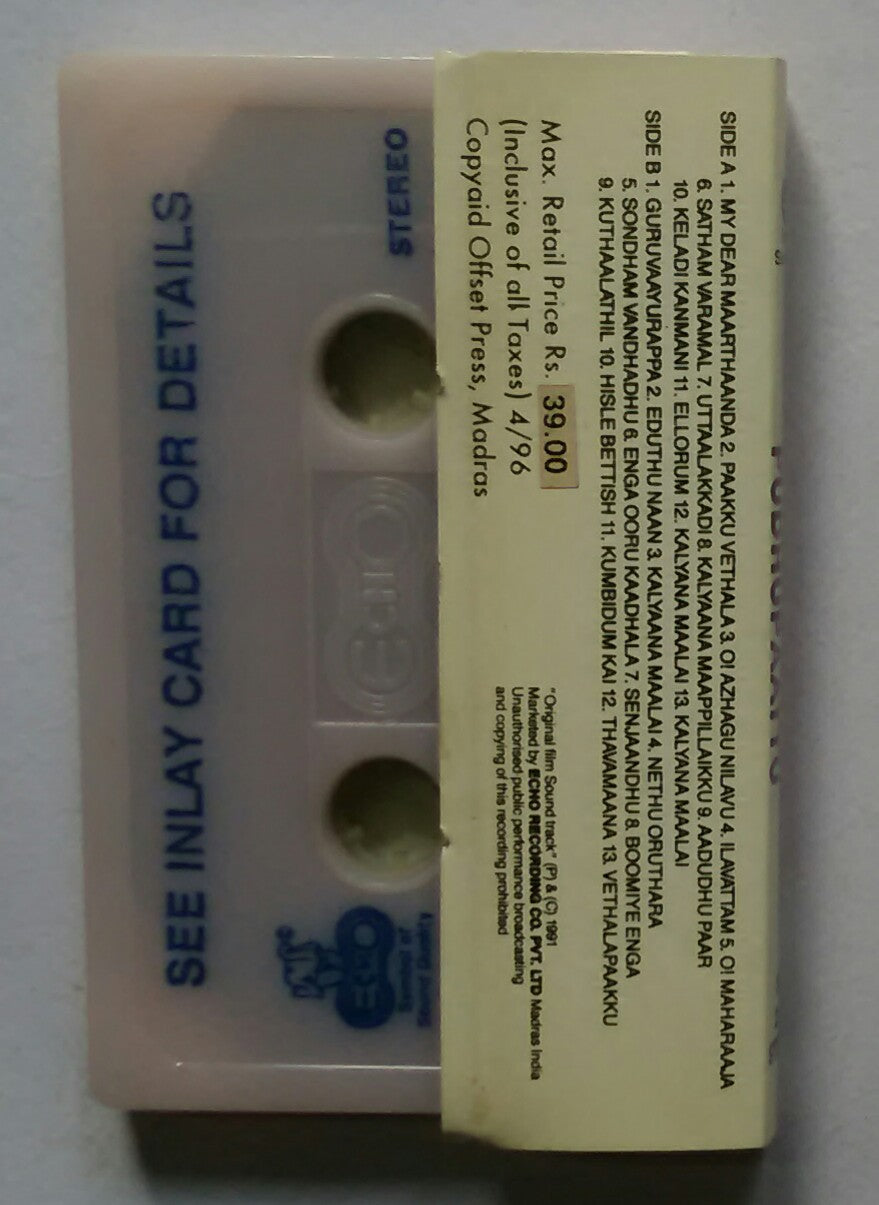 SIDE A 1. MY DEAR MAARTHAANDA 2. PAAKKU VETHALA 3. O! AZHAGU NILAVU 4. ILAVATTAM 5. O! MAHARAAJA
6. SATHAM VARAMAL 7. UTTAALAKKADI 8. KALYAANA MAAPPILLAIKKU 9. AADUDHU PAAR
10. KELADI KANMANI 11. ELLORUM 12. KALYANA MAALAI 13. KALYANA MAALAI
SIDE B 1. GURUVAAYURAPPA 2. EDUTHU NAAN 3. KALYAANA MAALAI 4. NETHU ORUTHARA
5. SONDHAM VANDHADHU 6. ENGA OORU KAADHALA 7. SENJAANDHU 8. BOOMIYE ENGA
9. KUTHAALATHIL 10. HISLE BETTISH 11. KUMBIDUM KAI 12. THAVAMAANA 13. VETHALAPAAKKU
Max. Retail Price Rs. 39.00
(Inclusive of all Taxes) 4/96
Copyaid Offset Press, Madras
"Original film Sound track" (P) & (C) 1991
Marketed by ECHO RECORDING CO. PVT. LTD Madras India
Unauthorised public performance broadcasting
and copying of this recording prohibited
STEREO
SEE INLAY CARD FOR DETAILS
ECHO